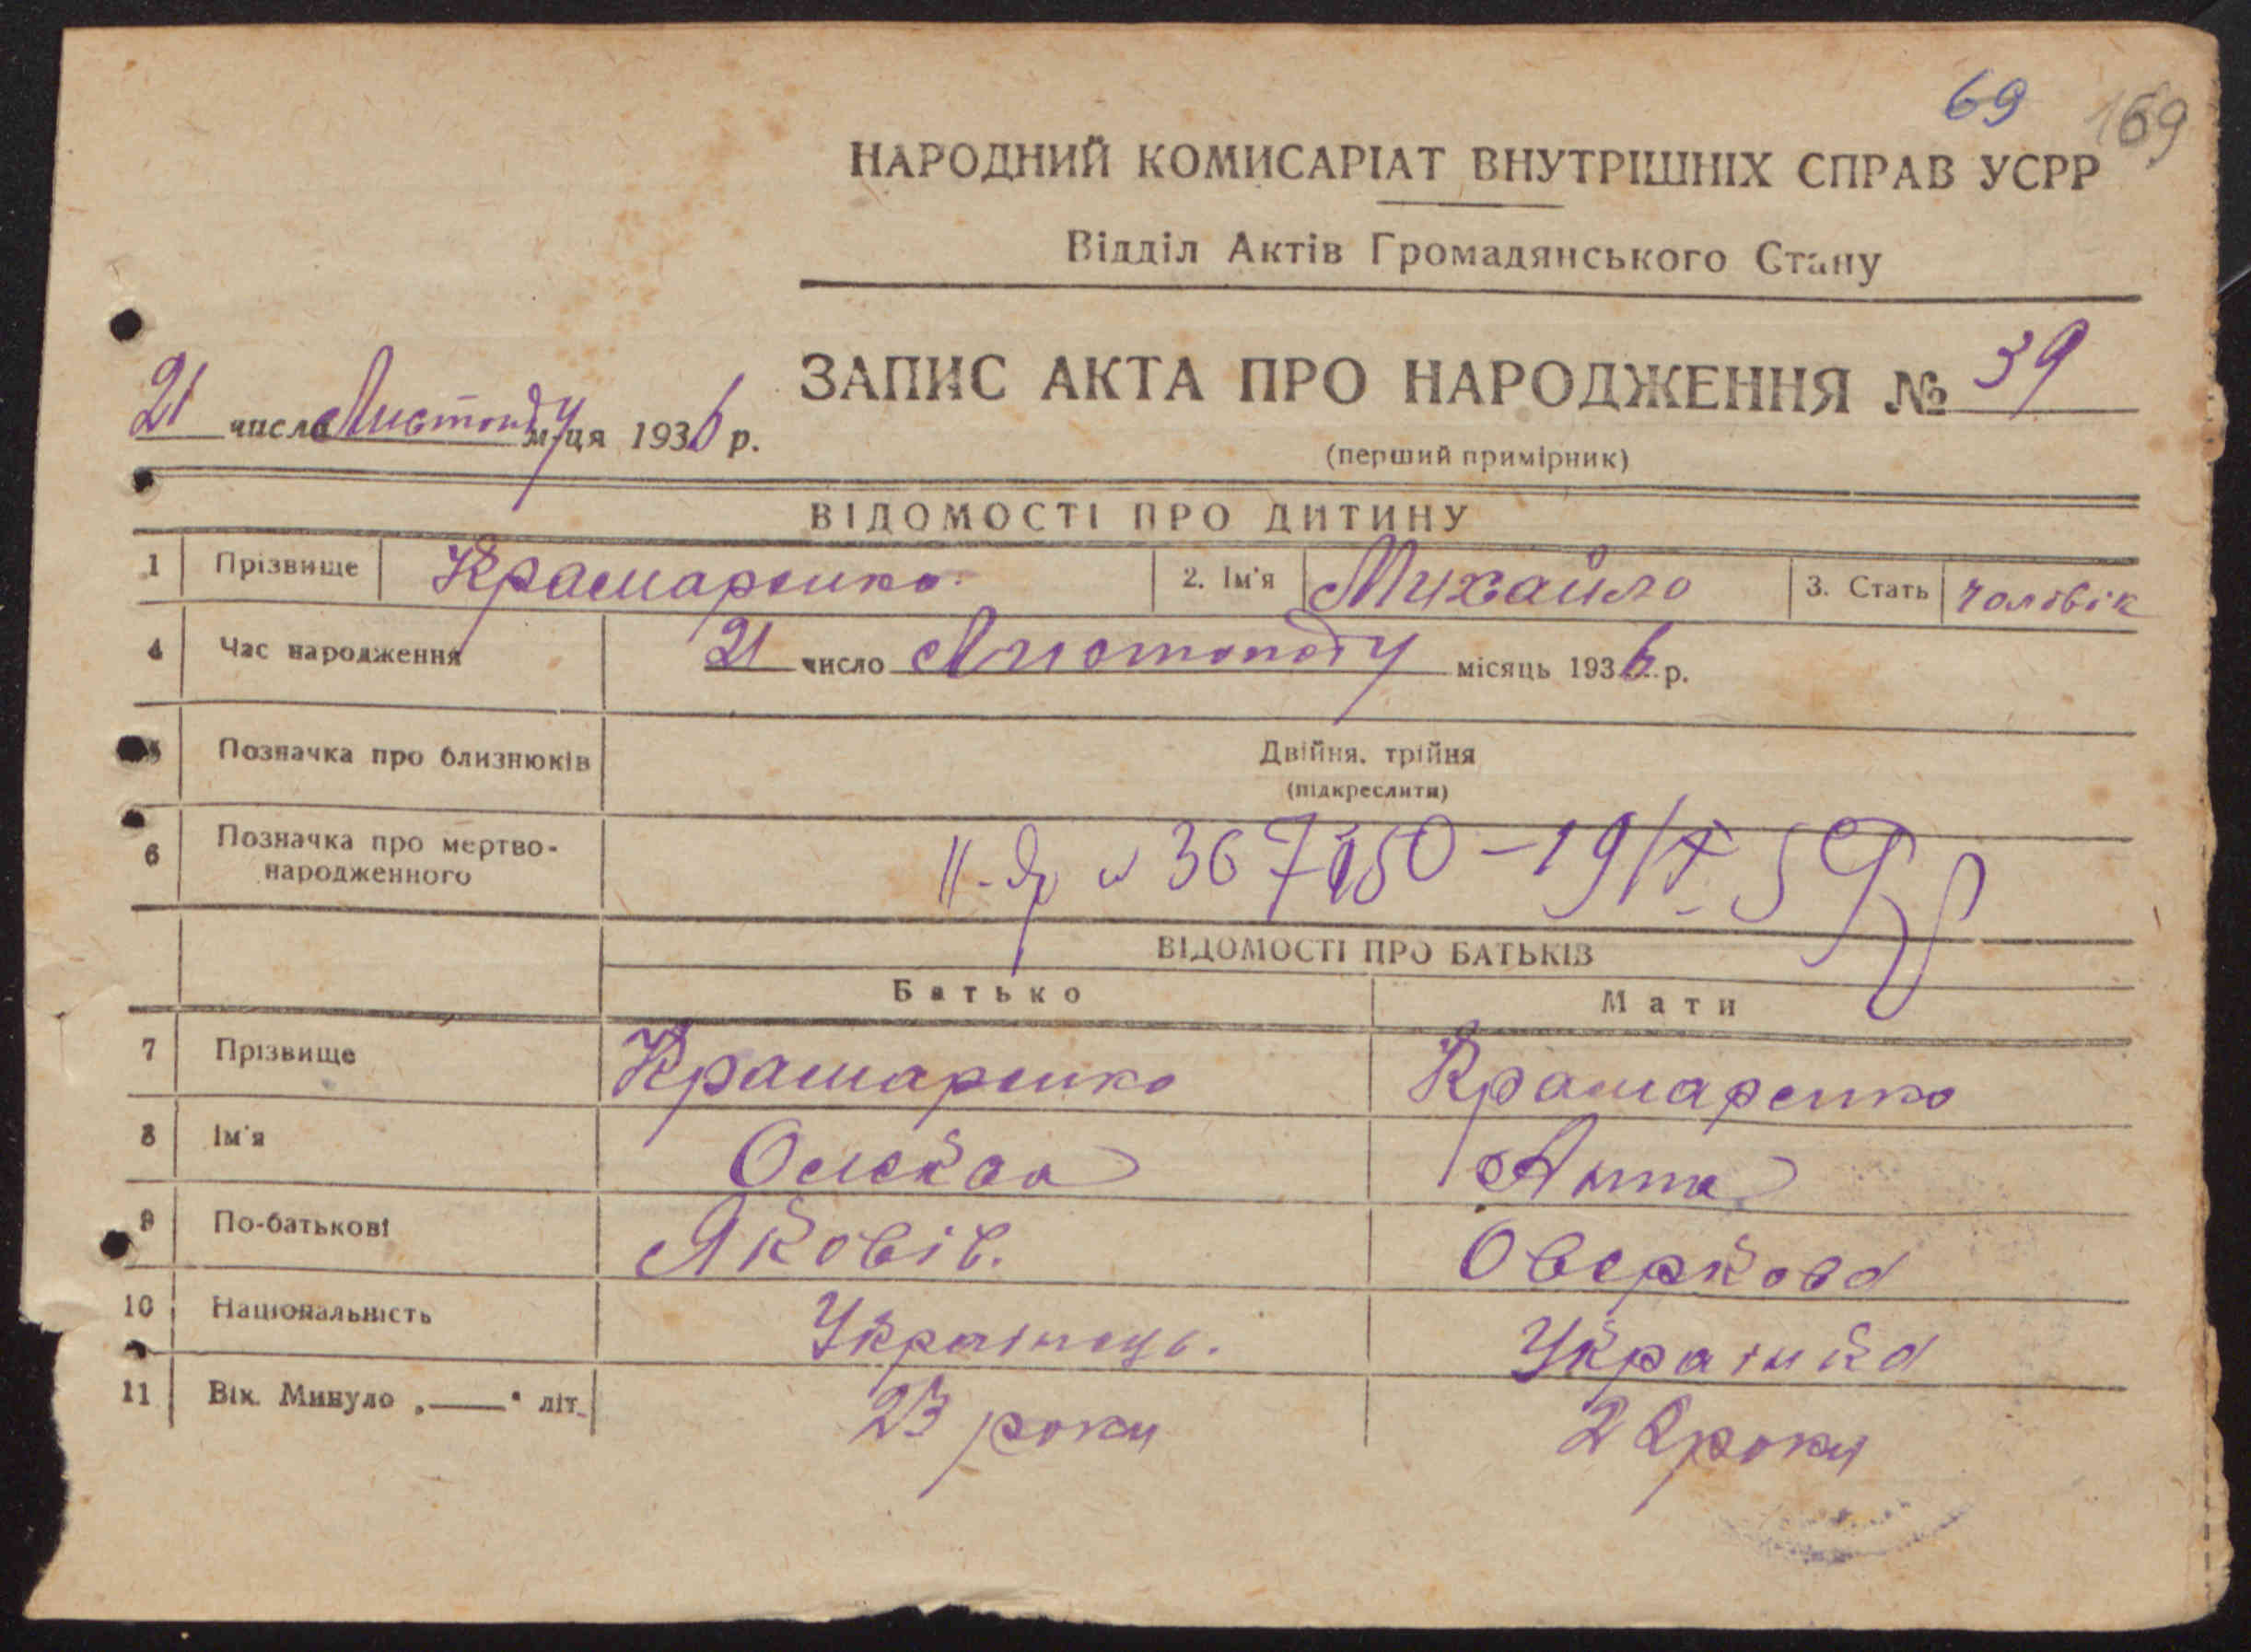 69 169
НАРОДНИЙ КОМИСАРІАТ ВНУТРІШНІХ СПРАВ УСРР
Відділ Актів Громадянського Стану
ЗАПИС АКТА ПРО НАРОДЖЕННЯ № 39
21 числа Листопаду м-ця 1936 р.
(перший примірник)
ВІДОМОСТІ ПРО ДИТИНУ
1 Прізвище Крамаренко 2. Ім'я Михайло 3. Стать чоловік
4 Час народження 21 число Листопаду місяць 1936 р.
5 Позначка про близнюків Двійня, трійня
(підкреслити)
6 Позначка про мертво-
народженного
ВІДОМОСТІ ПРО БАТЬКІВ
Батько Мати
7 Прізвище Крамаренко Крамаренко
8 Ім'я Анна
9 По-батькові Яковів. Оверкова
10 Національність Українець. Українка
11 Вік. Минуло „——" літ. 23 роки 22 роки